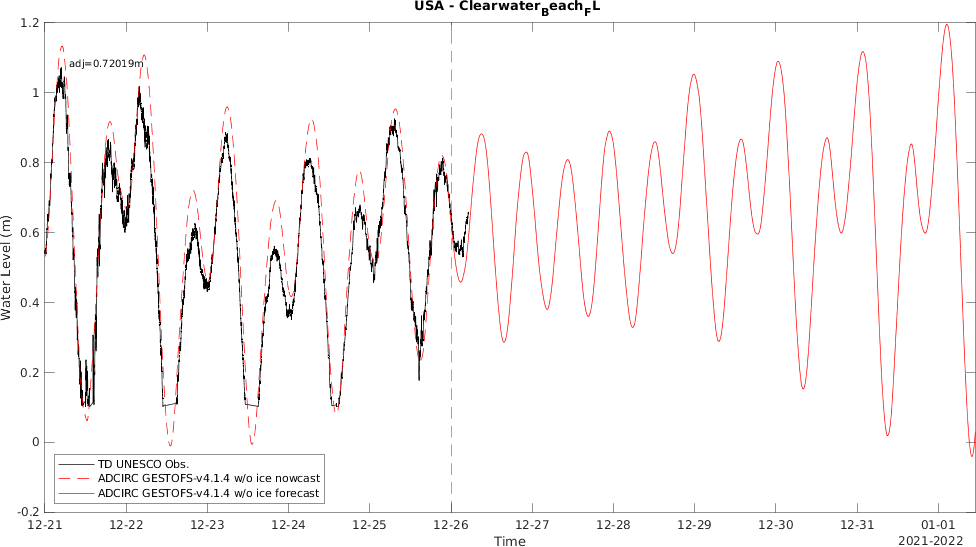 USA - ClearwaterBeachFL
adj=0.72019m
1.2
1
0.8
0.6
0.4
0.2
0
-0.2
Water Level (m)
TD UNESCO Obs.
ADCIRC GESTOFS-v4.1.4 w/o ice nowcast
ADCIRC GESTOFS-v4.1.4 w/o ice forecast
12-21 12-22 12-23 12-24 12-25 12-26 12-27 12-28 12-29 12-30 12-31 01-01
Time
2021-2022